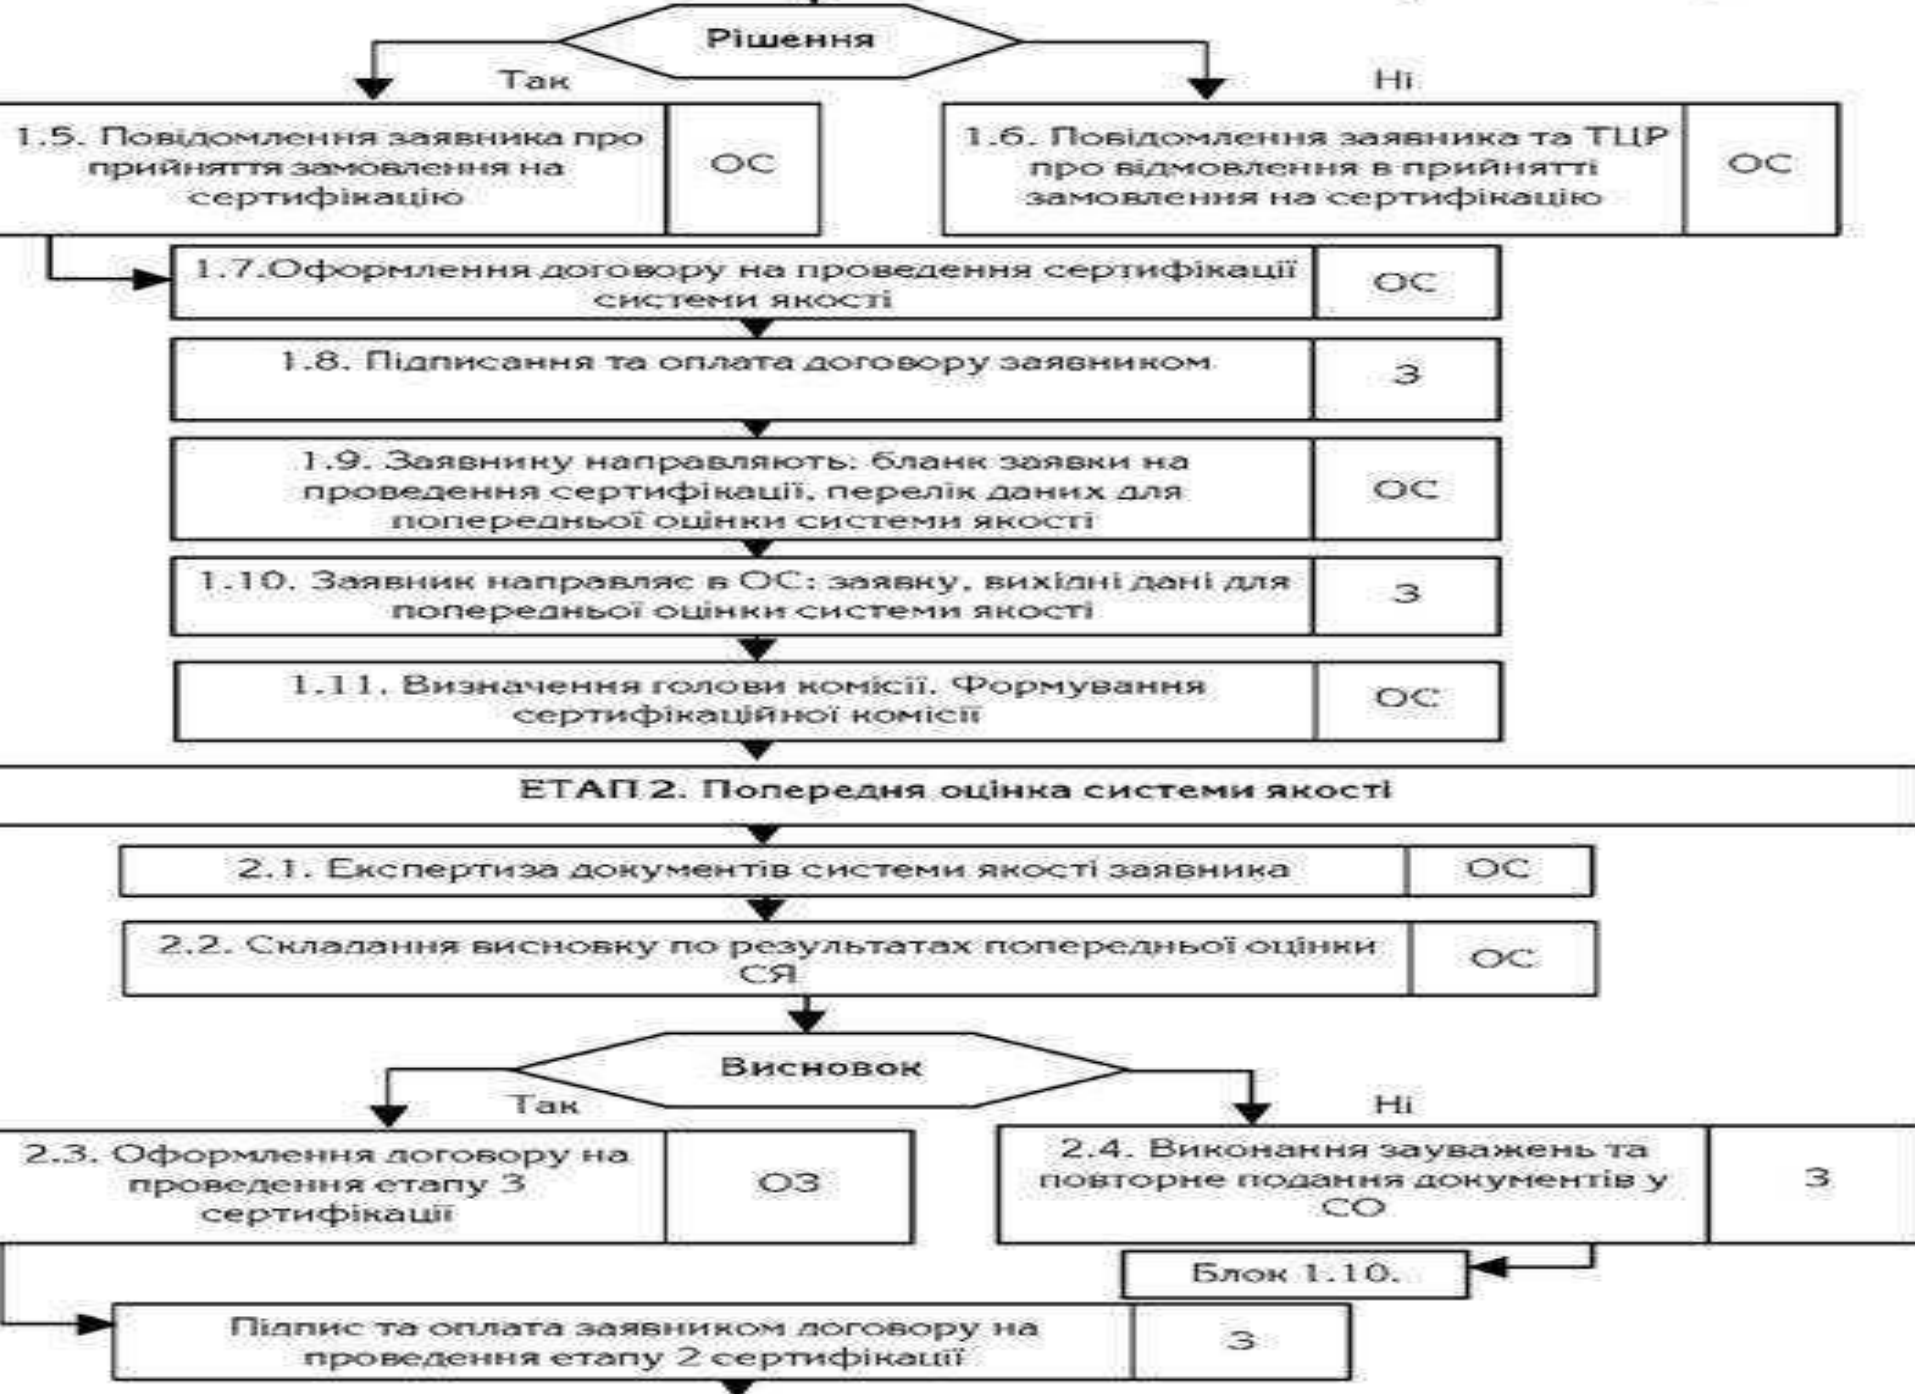 Рішення
Так
Ні
1.5. Повідомлення заявника про
прийняття замовлення на
сертифікацію
ОС
1.6. Повідомлення заявника та ТЦР
про відмовлення в прийнятті
замовлення на сертифікацію
ОС
1.7.Оформлення договору на проведення сертифікації
системи якості
ОС
1.8. Підписання та оплата договору заявником
З
1.9. Заявнику направляють: бланк заявки на
проведення сертифікації, перелік даних для
попередньої оцінки системи якості
ОС
1.10. Заявник направляє в ОС: заявку, вихідні дані для
попередньої оцінки системи якості
З
1.11. Визначення голови комісії. Формування
сертифікаційної комісії
ОС
ЕТАП 2. Попередня оцінка системи якості
2.1. Експертиза документів системи якості заявника
ОС
2.2. Складання висновку по результатах попередньої оцінки
СЯ
ОС
Висновок
Так
Ні
2.3. Оформлення договору на
проведення етапу 3
сертифікації
ОЗ
2.4. Виконання зауважень та
повторне подання документів у
СО
З
Блок 1.10.
Підпис та оплата заявником договору на
проведення етапу 2 сертифікації
З